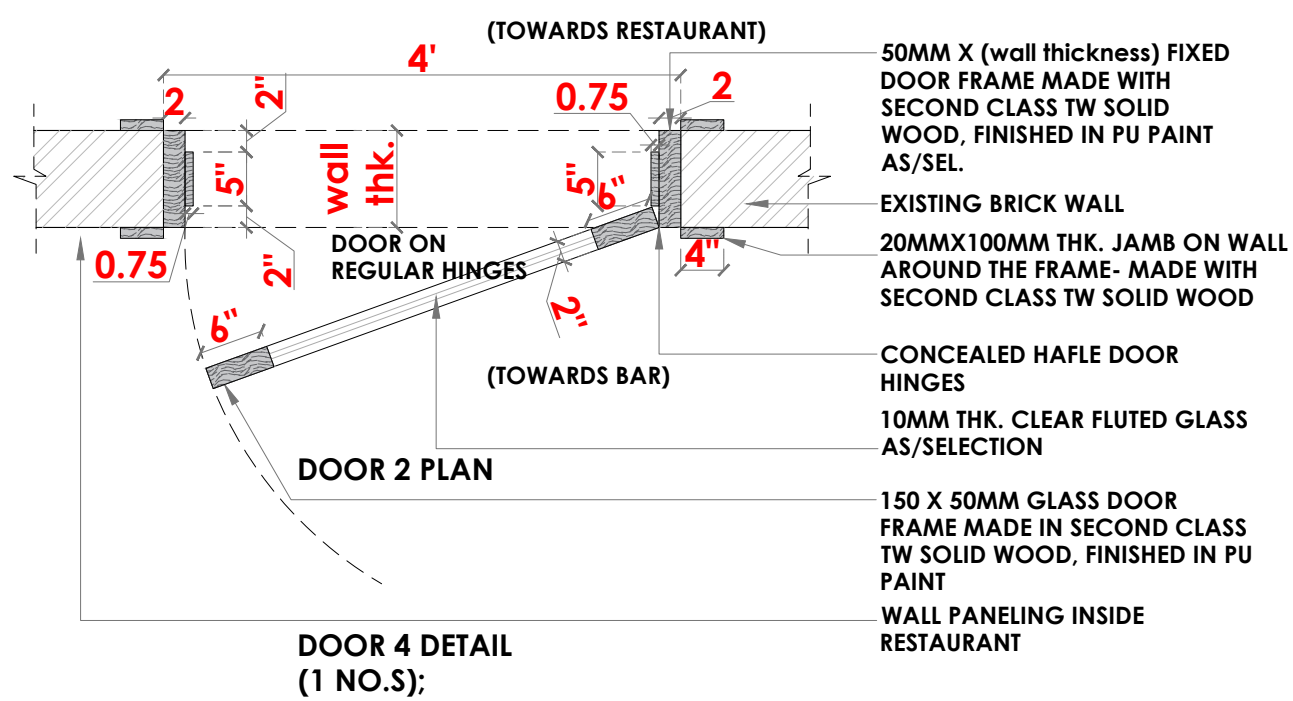 (TOWARDS RESTAURANT)
4'
2"
2
0.75
2
5"
wall
thk.
5"
6"
0.75
2"
4"
DOOR ON
REGULAR HINGES
6"
2"
(TOWARDS BAR)
DOOR 2 PLAN
DOOR 4 DETAIL
(1 NO.S);
50MM X (wall thickness) FIXED
DOOR FRAME MADE WITH
SECOND CLASS TW SOLID
WOOD, FINISHED IN PU PAINT
AS/SEL.
EXISTING BRICK WALL
20MMX100MM THK. JAMB ON WALL
AROUND THE FRAME- MADE WITH
SECOND CLASS TW SOLID WOOD
CONCEALED HAFLE DOOR
HINGES
10MM THK. CLEAR FLUTED GLASS
AS/SELECTION
150 X 50MM GLASS DOOR
FRAME MADE IN SECOND CLASS
TW SOLID WOOD, FINISHED IN PU
PAINT
WALL PANELING INSIDE
RESTAURANT